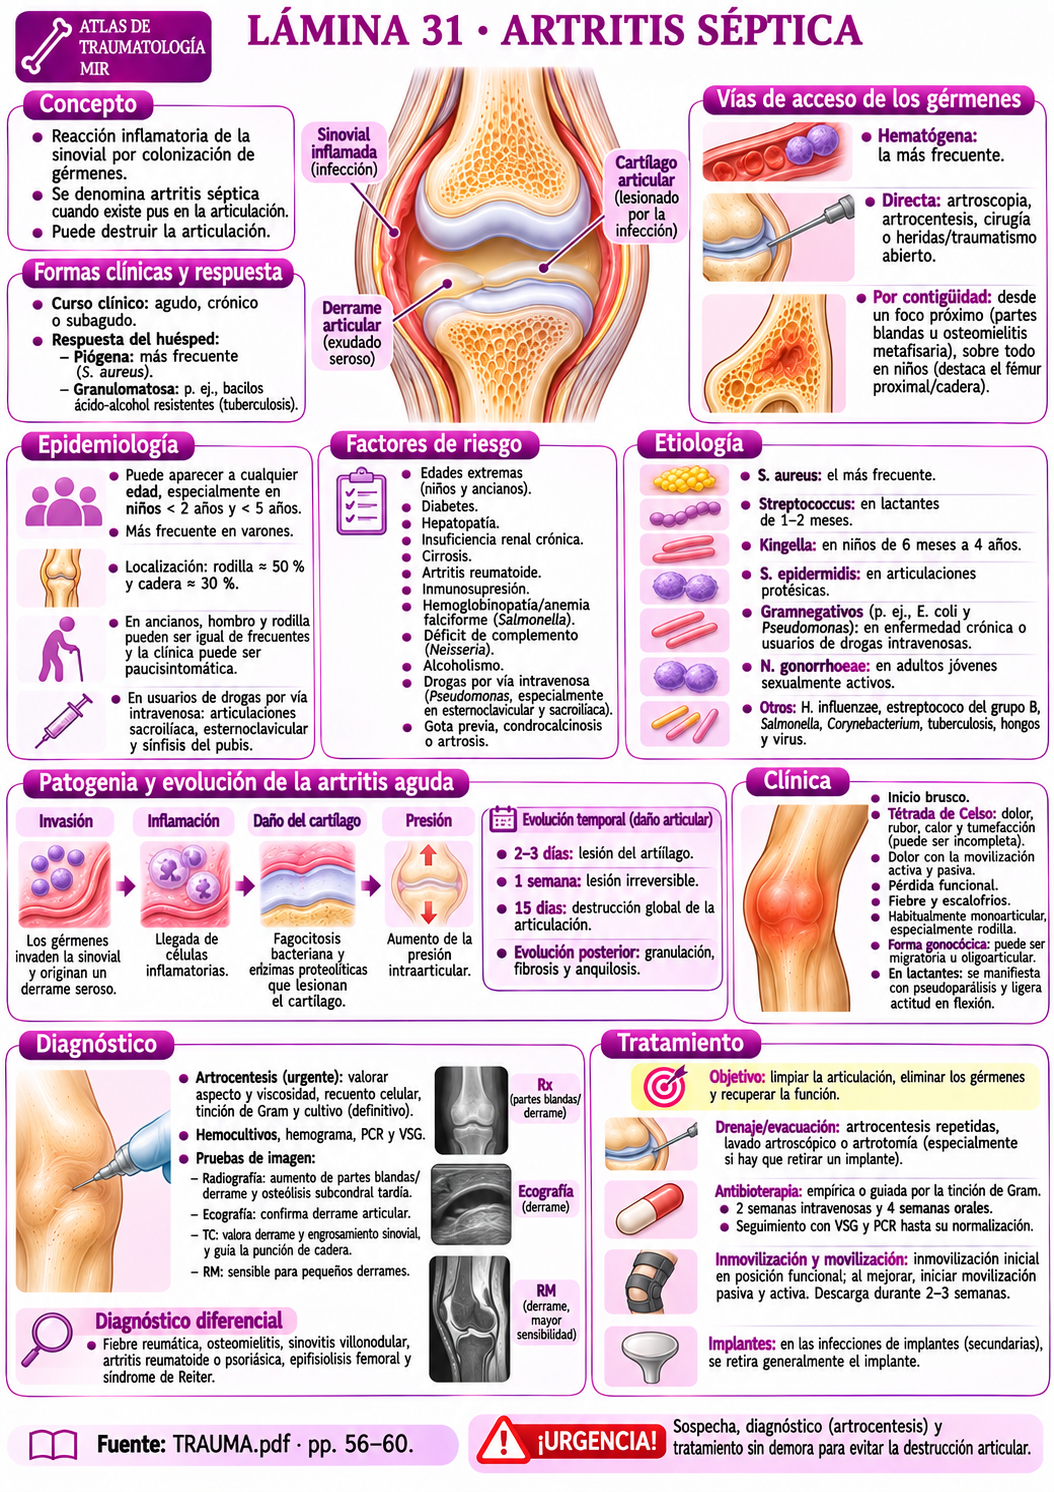 ATLAS DE
TRAUMATOLOGÍA
MIR
LÁMINA 31 · ARTRITIS SÉPTICA
Concepto
Reacción inflamatoria de la
sinovial por colonización de
gérmenes.
Se denomina artritis séptica
cuando existe pus en la articulación.
Puede destruir la articulación.
Formas clínicas y respuesta
Curso clínico: agudo, crónico
o subagudo.
Respuesta del huésped:
– Piógena: más frecuente
(S. aureus).
– Granulomatosa: p. ej., bacilos
ácido-alcohol resistentes (tuberculosis).
Sinovial
inflamada
(infección)
Cartílago
articular
(lesionado
por la
infección)
Derrame
articular
(exudado
seroso)
Vías de acceso de los gérmenes
Hematógena:
la más frecuente.
Directa: artroscopia,
artrocentesis, cirugía
o heridas/traumatismo
abierto.
Por contigüidad: desde
un foco próximo (partes
blandas u osteomielitis
metafisaria), sobre todo
en niños (destaca el fémur
proximal/cadera).
Epidemiología
Puede aparecer a cualquier
edad, especialmente en
niños < 2 años y < 5 años.
Más frecuente en varones.
Localización: rodilla ≈ 50 %
y cadera ≈ 30 %.
En ancianos, hombro y rodilla
pueden ser igual de frecuentes
y la clínica puede ser
paucisintomática.
En usuarios de drogas por vía
intravenosa: articulaciones
sacroilíaca, esternoclavicular
y sínfisis del pubis.
Factores de riesgo
Edades extremas
(niños y ancianos).
Diabetes.
Hepatopatía.
Insuficiencia renal crónica.
Cirrosis.
Artritis reumatoide.
Inmunosupresión.
Hemoglobinopatía/anemia
falciforme (Salmonella).
Déficit de complemento
(Neisseria).
Alcoholismo.
Drogas por vía intravenosa
(Pseudomonas, especialmente
en esternoclavicular y sacroilíaca).
Gota previa, condrocalcinosis
o artrosis.
Etiología
S. aureus: el más frecuente.
Streptococcus: en lactantes
de 1–2 meses.
Kingella: en niños de 6 meses a 4 años.
S. epidermidis: en articulaciones
protésicas.
Gramnegativos (p. ej., E. coli y
Pseudomonas): en enfermedad crónica o
usuarios de drogas intravenosas.
N. gonorrhoeae: en adultos jóvenes
sexualmente activos.
Otros: H. influenzae, estreptococo del grupo B,
Salmonella, Corynebacterium, tuberculosis, hongos
y virus.
Patogenia y evolución de la artritis aguda
Invasión
Los gérmenes
invaden la sinovial
y originan un
derrame seroso.
Inflamación
Llegada de
células
inflamatorias.
Daño del cartílago
Fagocitosis
bacteriana y
enzimas proteolíticas
que lesionan
el cartílago.
Presión
Aumento de la
presión
intraarticular.
Evolución temporal (daño articular)
2–3 días: lesión del artíílago.
1 semana: lesión irreversible.
15 dias: destrucción global de la
articulación.
Evolución posterior: granulación,
fibrosis y anquilosis.
Clínica
Inicio brusco.
Tétrada de Celso: dolor,
rubor, calor y tumefacción
(puede ser incompleta).
Dolor con la movilización
activa y pasiva.
Pérdida funcional.
Fiebre y escalofrios.
Habitualmente monoarticular,
especialmente rodilla.
Forma gonocócica: puede ser
migratoria u oligoarticular.
En lactantes: se manifiesta
con pseudoparálisis y ligera
actitud en flexión.
Diagnóstico
Artrocentesis (urgente): valorar
aspecto y viscosidad, recuento celular,
tinción de Gram y cultivo (definitivo).
Hemocultivos, hemograma, PCR y VSG.
Pruebas de imagen:
– Radiografía: aumento de partes blandas/
derrame y osteólisis subcondral tardía.
– Ecografía: confirma derrame articular.
– TC: valora derrame y engrosamiento sinovial,
y guía la punción de cadera.
– RM: sensible para pequeños derrames.
Rx
(partes blandas/
derrame)
Ecografía
(derrame)
RM
(derrame,
mayor
sensibilidad)
Diagnóstico diferencial
Fiebre reumática, osteomielitis, sinovitis villonodular,
artritis reumatoide o psoriásica, epifisiolisis femoral y
síndrome de Reiter.
Tratamiento
Objetivo: limpiar la articulación, eliminar los gérmenes
y recuperar la función.
Drenaje/evacuación: artrocentesis repetidas,
lavado artroscópico o artrotomía (especialmente
si hay que retirar un implante).
Antibioterapia: empírica o guiada por la tinción de Gram.
2 semanas intravenosas y 4 semanas orales.
Seguimiento con VSG y PCR hasta su normalización.
Inmovilización y movilización: inmovilización inicial
en posición funcional; al mejorar, iniciar movilización
pasiva y activa. Descarga durante 2–3 semanas.
Implantes: en las infecciones de implantes (secundarias),
se retira generalmente el implante.
Fuente: TRAUMA.pdf · pp. 56–60.
¡URGENCIA!
Sospecha, diagnóstico (artrocentesis) y
tratamiento sin demora para evitar la destrucción articular.